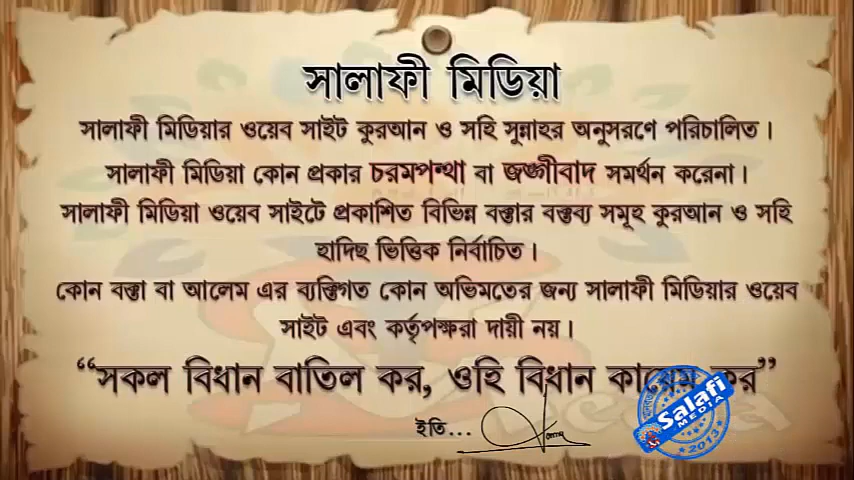 সালাফী মিডিয়া
সালাফী মিডিয়ার ওয়েব সাইট কুরআন ও সহি সুন্নাহর অনুসরণে পরিচালিত।
সালাফী মিডিয়া কোন প্রকার চরমপন্থা বা জঙ্গীবাদ সমর্থন করেনা।
সালাফী মিডিয়া ওয়েব সাইটে প্রকাশিত বিভিন্ন বক্তার বক্তব্য সমূহ কুরআন ও সহি
হাদিছ ভিত্তিক নির্বাচিত।
কোন বক্তা বা আলেম এর ব্যক্তিগত কোন অভিমতের জন্য সালাফী মিডিয়ার ওয়েব
সাইট এবং কর্তৃপক্ষরা দায়ী নয়।
“সকল বিধান বাতিল কর, ওহি বিধান কায়েম কর”
ইতি...
Salafi
MEDIA
2013